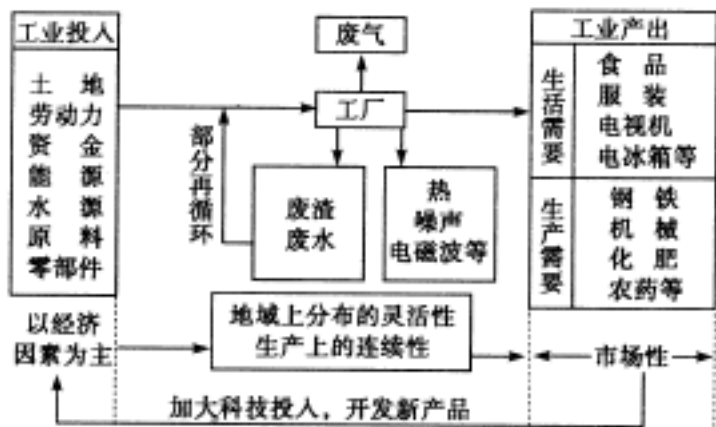 工业投入
土 地
劳动力
资 金
能 源
水 源
原 料
零部件
废气
工厂
部分再循环
废渣
废水
热
噪声
电磁波等
工业产出
生活需要
食 品
服 装
电视机
电冰箱等
生产需要
钢 铁
机 械
化 肥
农药等
以经济
因素为主
地域上分布的灵活性
生产上的连续性
市场性
加大科技投入，开发新产品